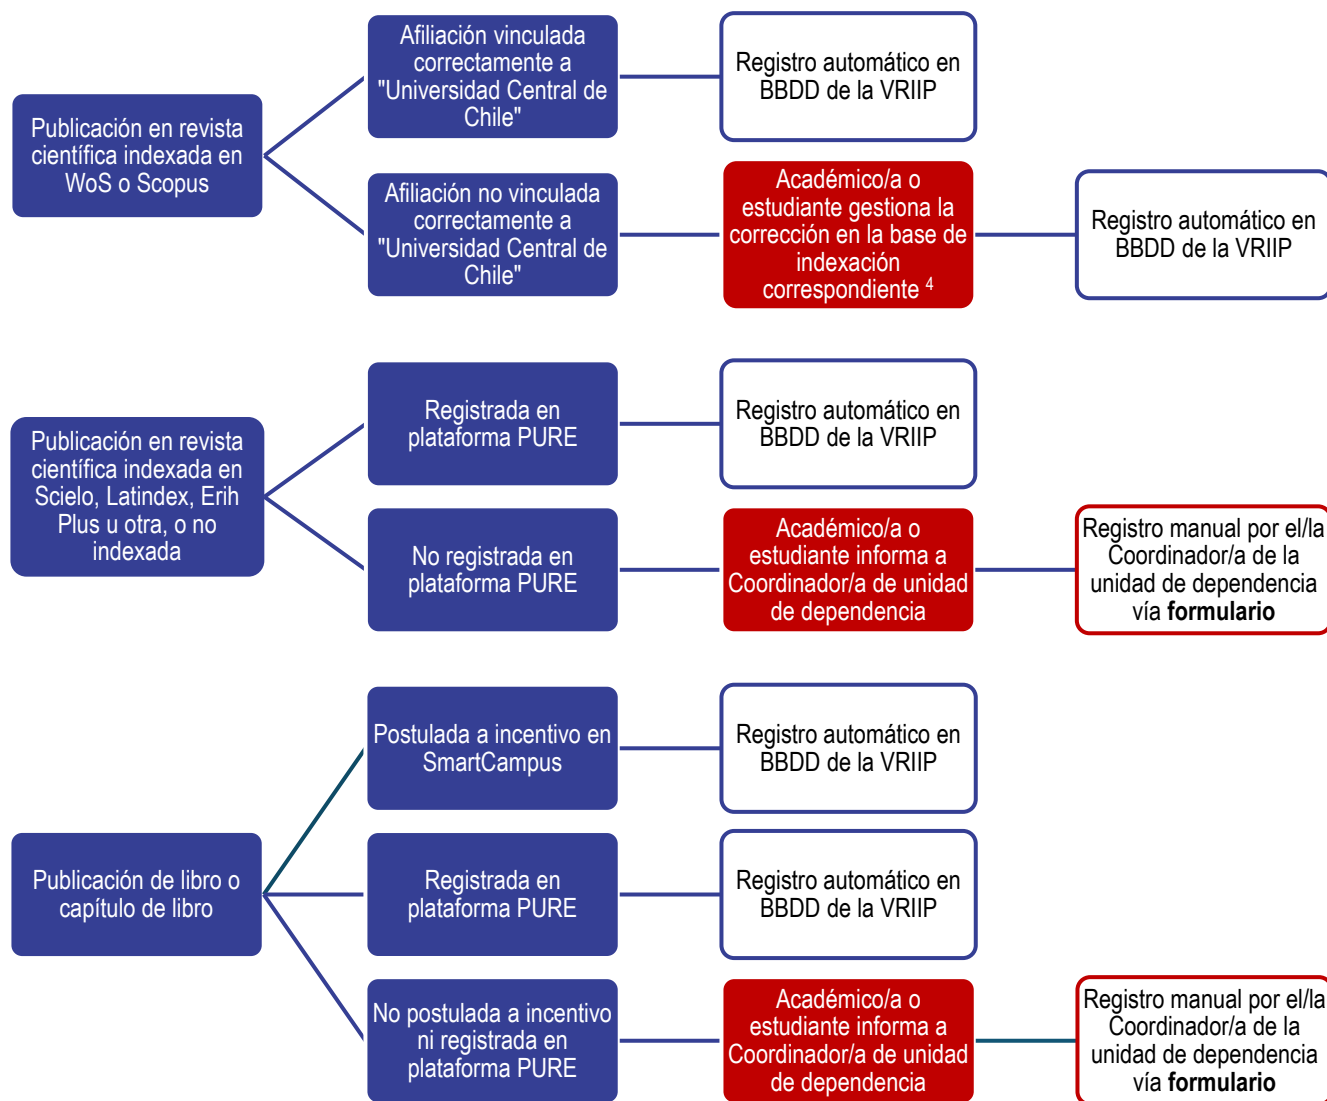 Publicación en revista
científica indexada en
WoS o Scopus
Afiliación vinculada
correctamente a
"Universidad Central de
Chile"
Registro automático en
BBDD de la VRIIP
Afiliación no vinculada
correctamente a
"Universidad Central de
Chile"
Académico/a o
estudiante gestiona la
corrección en la base de
indexación
correspondiente 4
Registro automático en
BBDD de la VRIIP
Publicación en revista
científica indexada en
Scielo, Latindex, Erih
Plus u otra, o no
indexada
Registrada en
plataforma PURE
Registro automático en
BBDD de la VRIIP
No registrada en
plataforma PURE
Académico/a o
estudiante informa a
Coordinador/a de unidad
de dependencia
Registro manual por el/la
Coordinador/a de la
unidad de dependencia
vía formulario
Publicación de libro o
capítulo de libro
Postulada a incentivo en
SmartCampus
Registro automático en
BBDD de la VRIIP
Registrada en
plataforma PURE
Registro automático en
BBDD de la VRIIP
No postulada a incentivo
ni registrada en
plataforma PURE
Académico/a o
estudiante informa a
Coordinador/a de unidad
de dependencia
Registro manual por el/la
Coordinador/a de la
unidad de dependencia
vía formulario